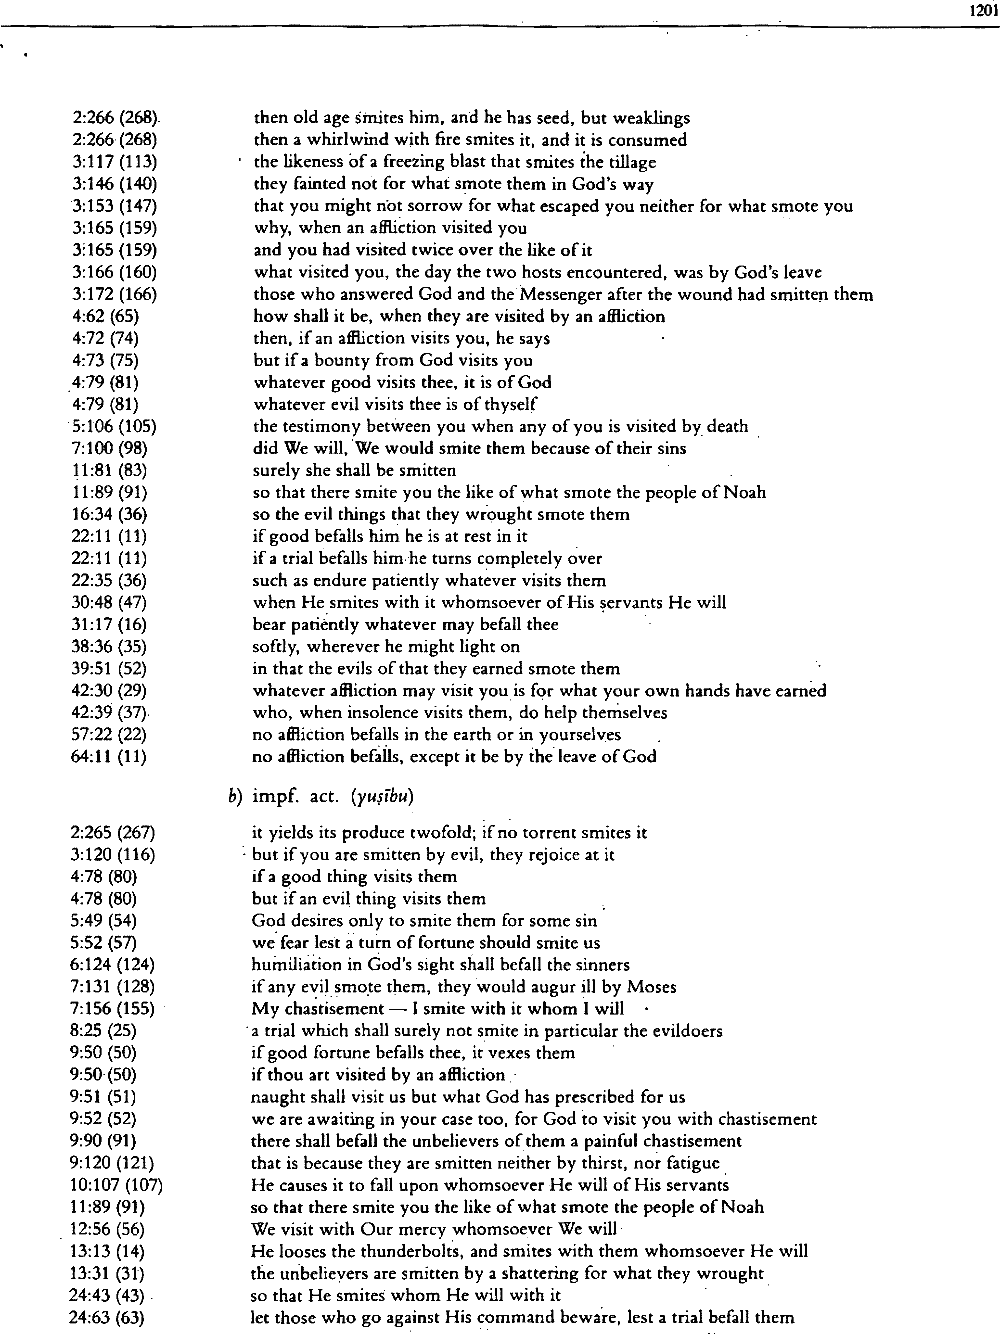 1201
2:266 (268) then old age smites him, and he has seed, but weaklings
2:266 (268) then a whirlwind with fire smites it, and it is consumed
3:117 (113) the likeness of a freezing blast that smites the tillage
3:146 (140) they fainted not for what smote them in God's way
3:153 (147) that you might not sorrow for what escaped you neither for what smote you
3:165 (159) why, when an affliction visited you
3:165 (159) and you had visited twice over the like of it
3:166 (160) what visited you, the day the two hosts encountered, was by God's leave
3:172 (166) those who answered God and the Messenger after the wound had smitten them
4:62 (65) how shall it be, when they are visited by an affliction
4:72 (74) then, if an affliction visits you, he says
4:73 (75) but if a bounty from God visits you
4:79 (81) whatever good visits thee, it is of God
4:79 (81) whatever evil visits thee is of thyself
5:106 (105) the testimony between you when any of you is visited by death
7:100 (98) did We will, We would smite them because of their sins
11:81 (83) surely she shall be smitten
11:89 (91) so that there smite you the like of what smote the people of Noah
16:34 (36) so the evil things that they wrought smote them
22:11 (11) if good befalls him he is at rest in it
22:11 (11) if a trial befalls him he turns completely over
22:35 (36) such as endure patiently whatever visits them
30:48 (47) when He smites with it whomsoever of His servants He will
31:17 (16) bear patiently whatever may befall thee
38:36 (35) softly, wherever he might light on
39:51 (52) in that the evils of that they earned smote them
42:30 (29) whatever affliction may visit you is for what your own hands have earned
42:39 (37) who, when insolence visits them, do help themselves
57:22 (22) no affliction befalls in the earth or in yourselves
64:11 (11) no affliction befalls, except it be by the leave of God
b) impf. act. (yuṣību)
2:265 (267) it yields its produce twofold; if no torrent smites it
3:120 (116) but if you are smitten by evil, they rejoice at it
4:78 (80) if a good thing visits them
4:78 (80) but if an evil thing visits them
5:49 (54) God desires only to smite them for some sin
5:52 (57) we fear lest a turn of fortune should smite us
6:124 (124) humiliation in God's sight shall befall the sinners
7:131 (128) if any evil smote them, they would augur ill by Moses
7:156 (155) My chastisement — I smite with it whom I will
8:25 (25) a trial which shall surely not smite in particular the evildoers
9:50 (50) if good fortune befalls thee, it vexes them
9:50 (50) if thou art visited by an affliction
9:51 (51) naught shall visit us but what God has prescribed for us
9:52 (52) we are awaiting in your case too, for God to visit you with chastisement
9:90 (91) there shall befall the unbelievers of them a painful chastisement
9:120 (121) that is because they are smitten neither by thirst, nor fatigue
10:107 (107) He causes it to fall upon whomsoever He will of His servants
11:89 (91) so that there smite you the like of what smote the people of Noah
12:56 (56) We visit with Our mercy whomsoever We will
13:13 (14) He looses the thunderbolts, and smites with them whomsoever He will
13:31 (31) the unbelievers are smitten by a shattering for what they wrought
24:43 (43) so that He smites whom He will with it
24:63 (63) let those who go against His command beware, lest a trial befall them